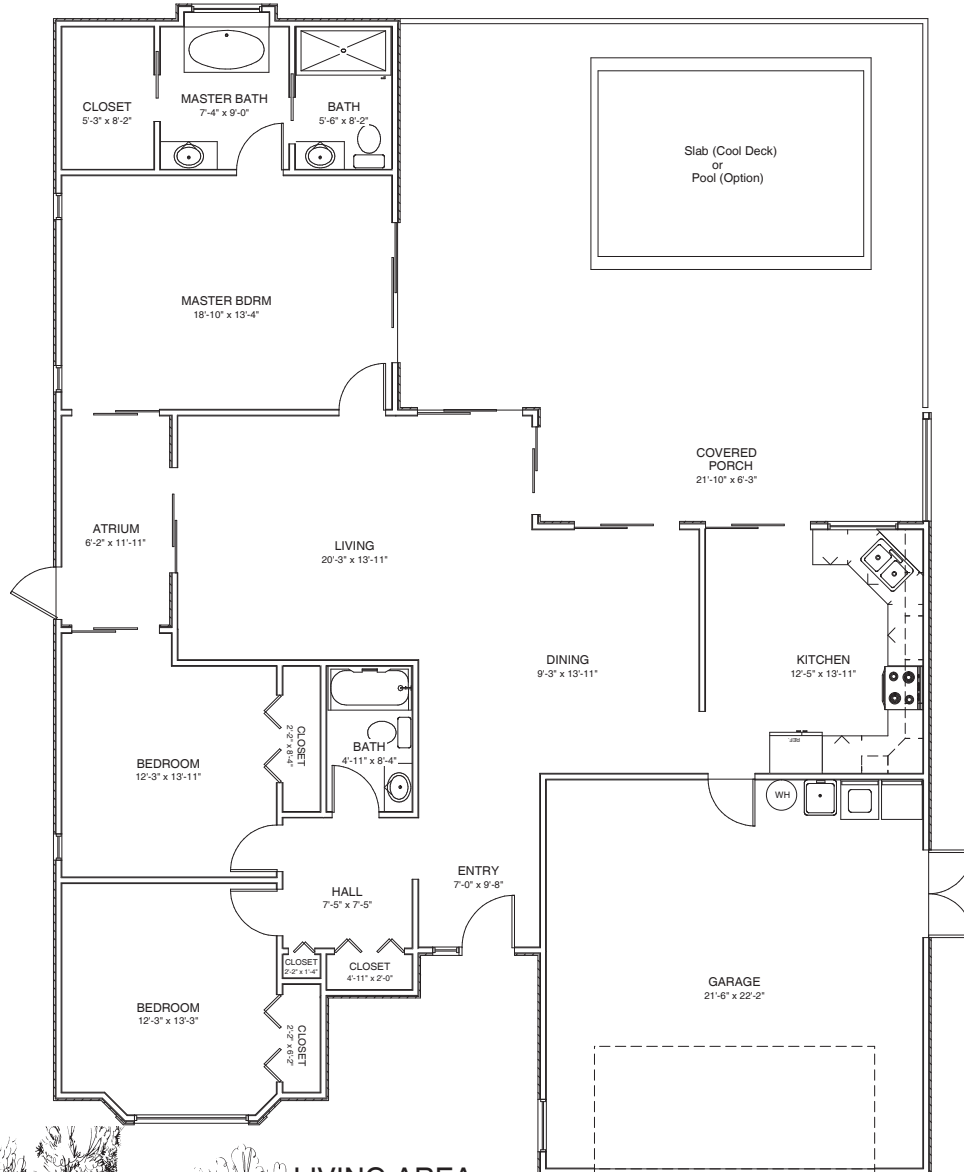 CLOSET
5'-3" x 8'-2"
MASTER BATH
7'-4" x 9'-0"
BATH
5'-6" x 8'-2"
Slab (Cool Deck)
or
Pool (Option)
MASTER BDRM
18'-10" x 13'-4"
COVERED
PORCH
21'-10" x 6'-3"
ATRIUM
6'-2" x 11'-11"
LIVING
20'-3" x 13'-11"
DINING
9'-3" x 13'-11"
KITCHEN
12'-5" x 13'-11"
REF.
CLOSET
2'-2" x 8'-4"
BATH
4'-11" x 8'-4"
BEDROOM
12'-3" x 13'-11"
WH
ENTRY
7'-0" x 9'-8"
HALL
7'-5" x 7'-5"
CLOSET
2'-2" x 1'-4"
CLOSET
4'-11" x 2'-0"
GARAGE
21'-6" x 22'-2"
BEDROOM
12'-3" x 13'-3"
CLOSET
2'-2" x 6'-2"
LIVING AREA